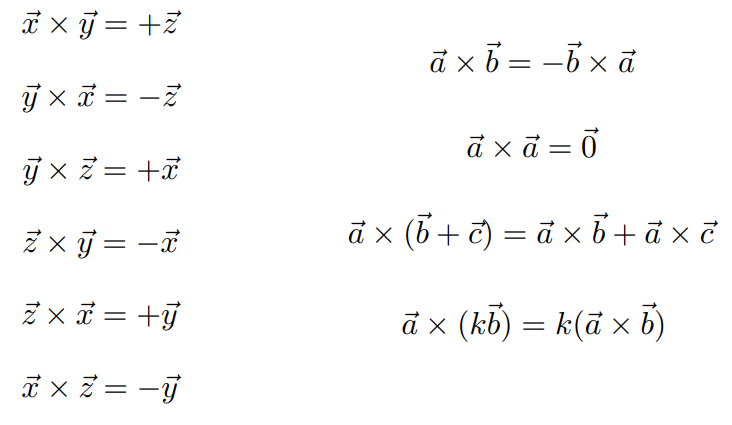 x⃗ × y⃗ = +z⃗
y⃗ × x⃗ = −z⃗
y⃗ × z⃗ = +x⃗
z⃗ × y⃗ = −x⃗
z⃗ × x⃗ = +y⃗
x⃗ × z⃗ = −y⃗
a⃗ × b⃗ = −b⃗ × a⃗
a⃗ × a⃗ = 0⃗
a⃗ × (b⃗ + c⃗) = a⃗ × b⃗ + a⃗ × c⃗
a⃗ × (kb⃗) = k(a⃗ × b⃗)